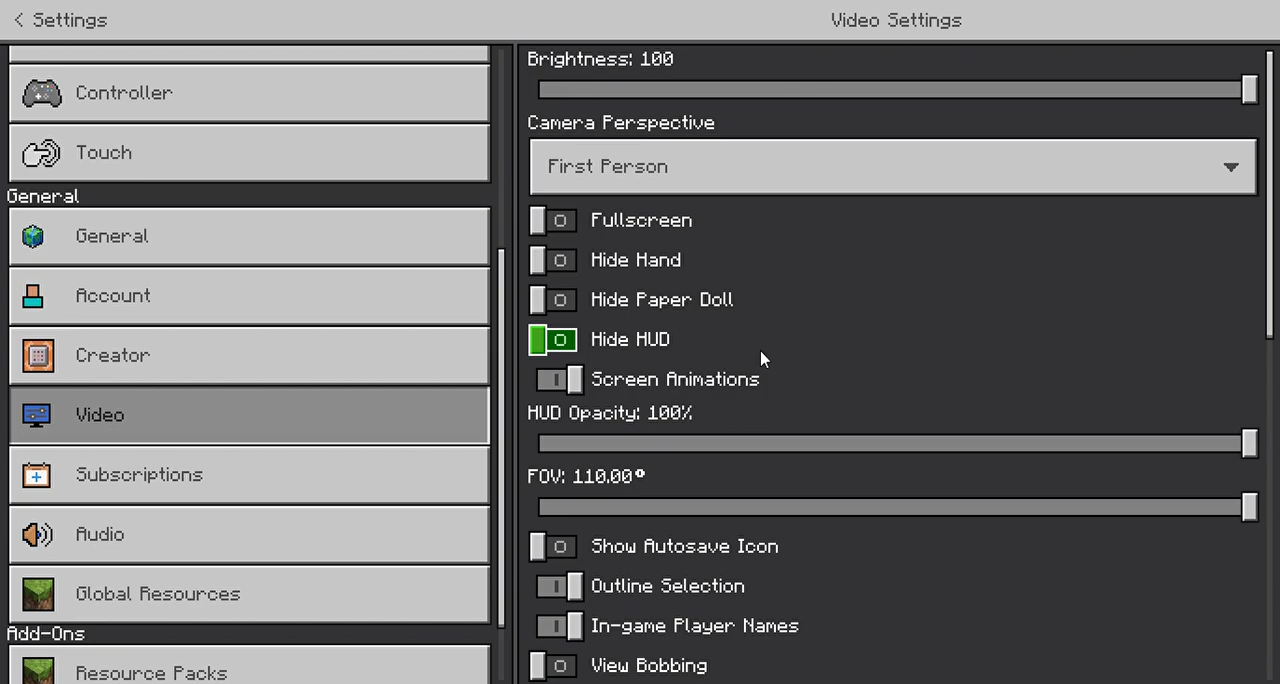 Settings
Video Settings
Controller
Touch
General
General
Account
Creator
Video
Subscriptions
Audio
Global Resources
Add-Ons
Resource Packs
Brightness: 100
Camera Perspective
First Person
Fullscreen
Hide Hand
Hide Paper Doll
Hide HUD
Screen Animations
HUD Opacity: 100%
FOV: 110.00°
Show Autosave Icon
Outline Selection
In-game Player Names
View Bobbing